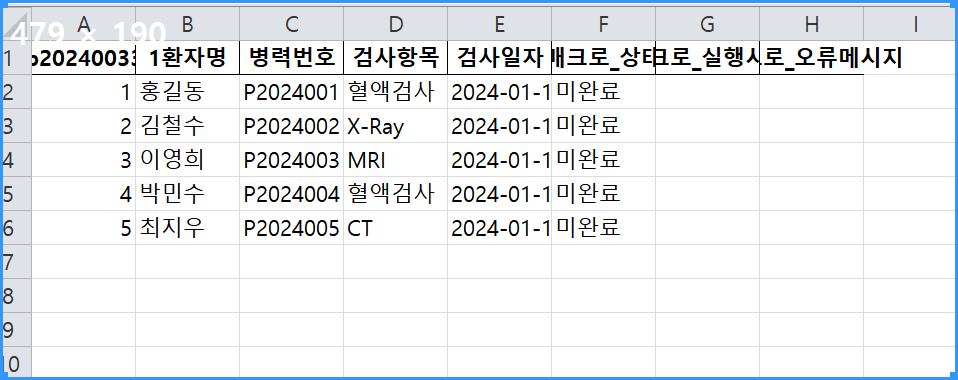 479 × 190
A B C D E F G H I
1 p20240033 1환자명 병력번호 검사항목 검사일자 매크로_상태 크로_실행시 로_오류메시지
2 1 홍길동 P2024001 혈액검사 2024-01-1 미완료
3 2 김철수 P2024002 X-Ray 2024-01-1 미완료
4 3 이영희 P2024003 MRI 2024-01-1 미완료
5 4 박민수 P2024004 혈액검사 2024-01-1 미완료
6 5 최지우 P2024005 CT 2024-01-1 미완료
7
8
9
10